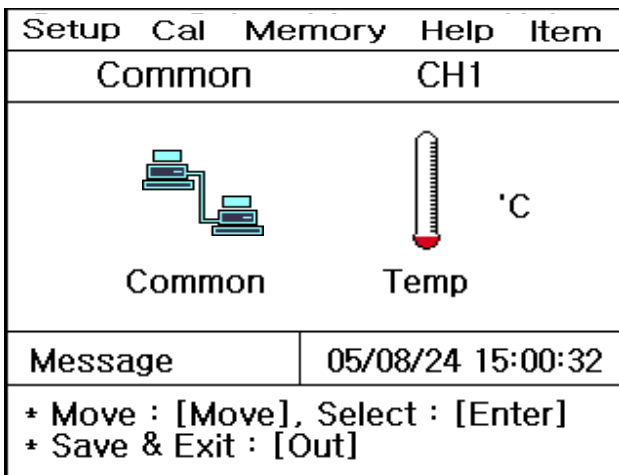 Setup Cal Memory Help Item
Common CH1
'C
Common Temp
Message 05/08/24 15:00:32
* Move : [Move], Select : [Enter]
* Save & Exit : [Out]